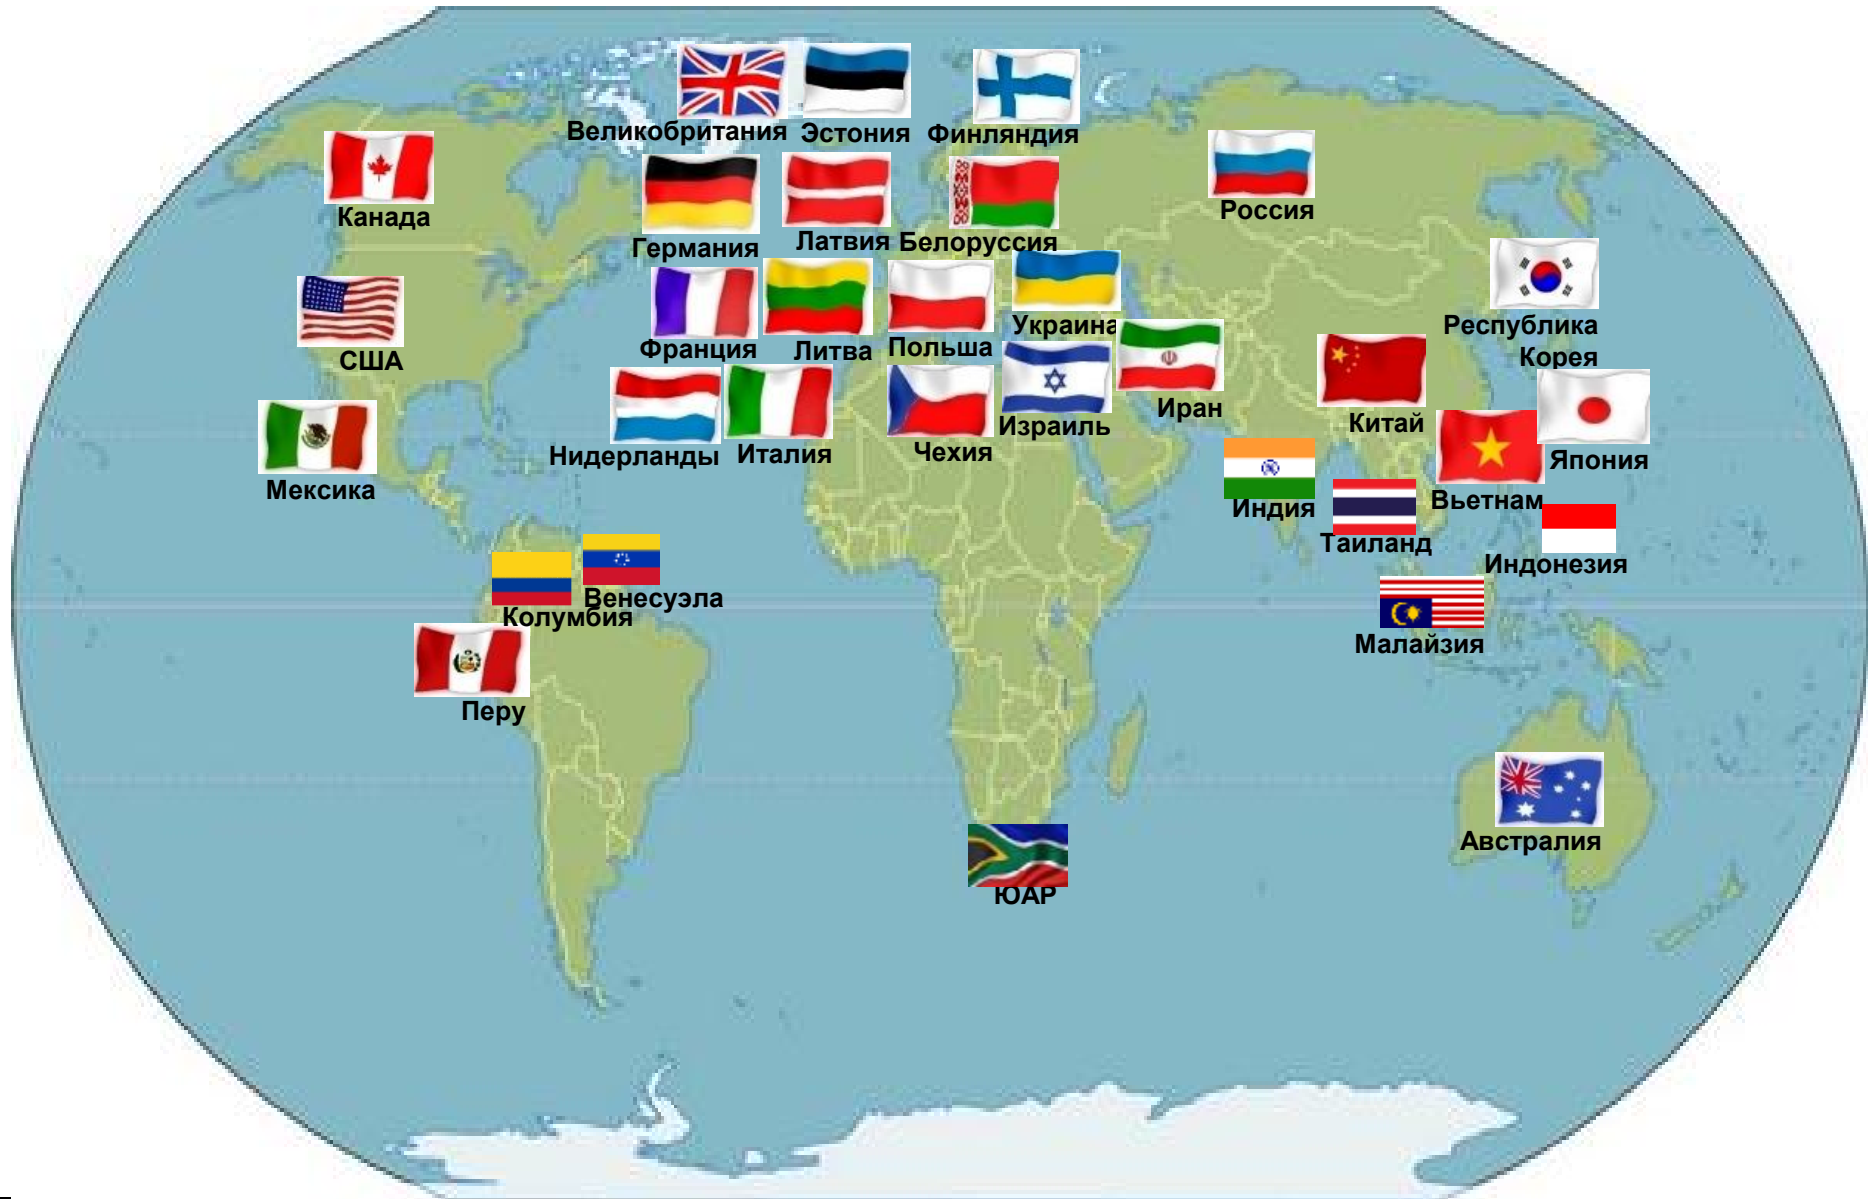 Великобритания
Эстония
Финляндия
Канада
Россия
Германия
Латвия
Белоруссия
США
Франция
Литва
Польша
Украина
Республика
Корея
Мексика
Нидерланды
Италия
Чехия
Израиль
Иран
Китай
Япония
Индия
Вьетнам
Таиланд
Индонезия
Колумбия
Венесуэла
Малайзия
Перу
Австралия
ЮАР